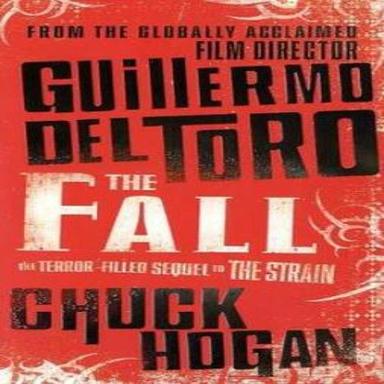 FROM THE GLOBALLY ACCLAIMED
FILM DIRECTOR
GUILLERMO
DEL TORO
THE
FALL
THE TERROR-FILLED SEQUEL TO THE STRAIN
CHUCK
HOGAN